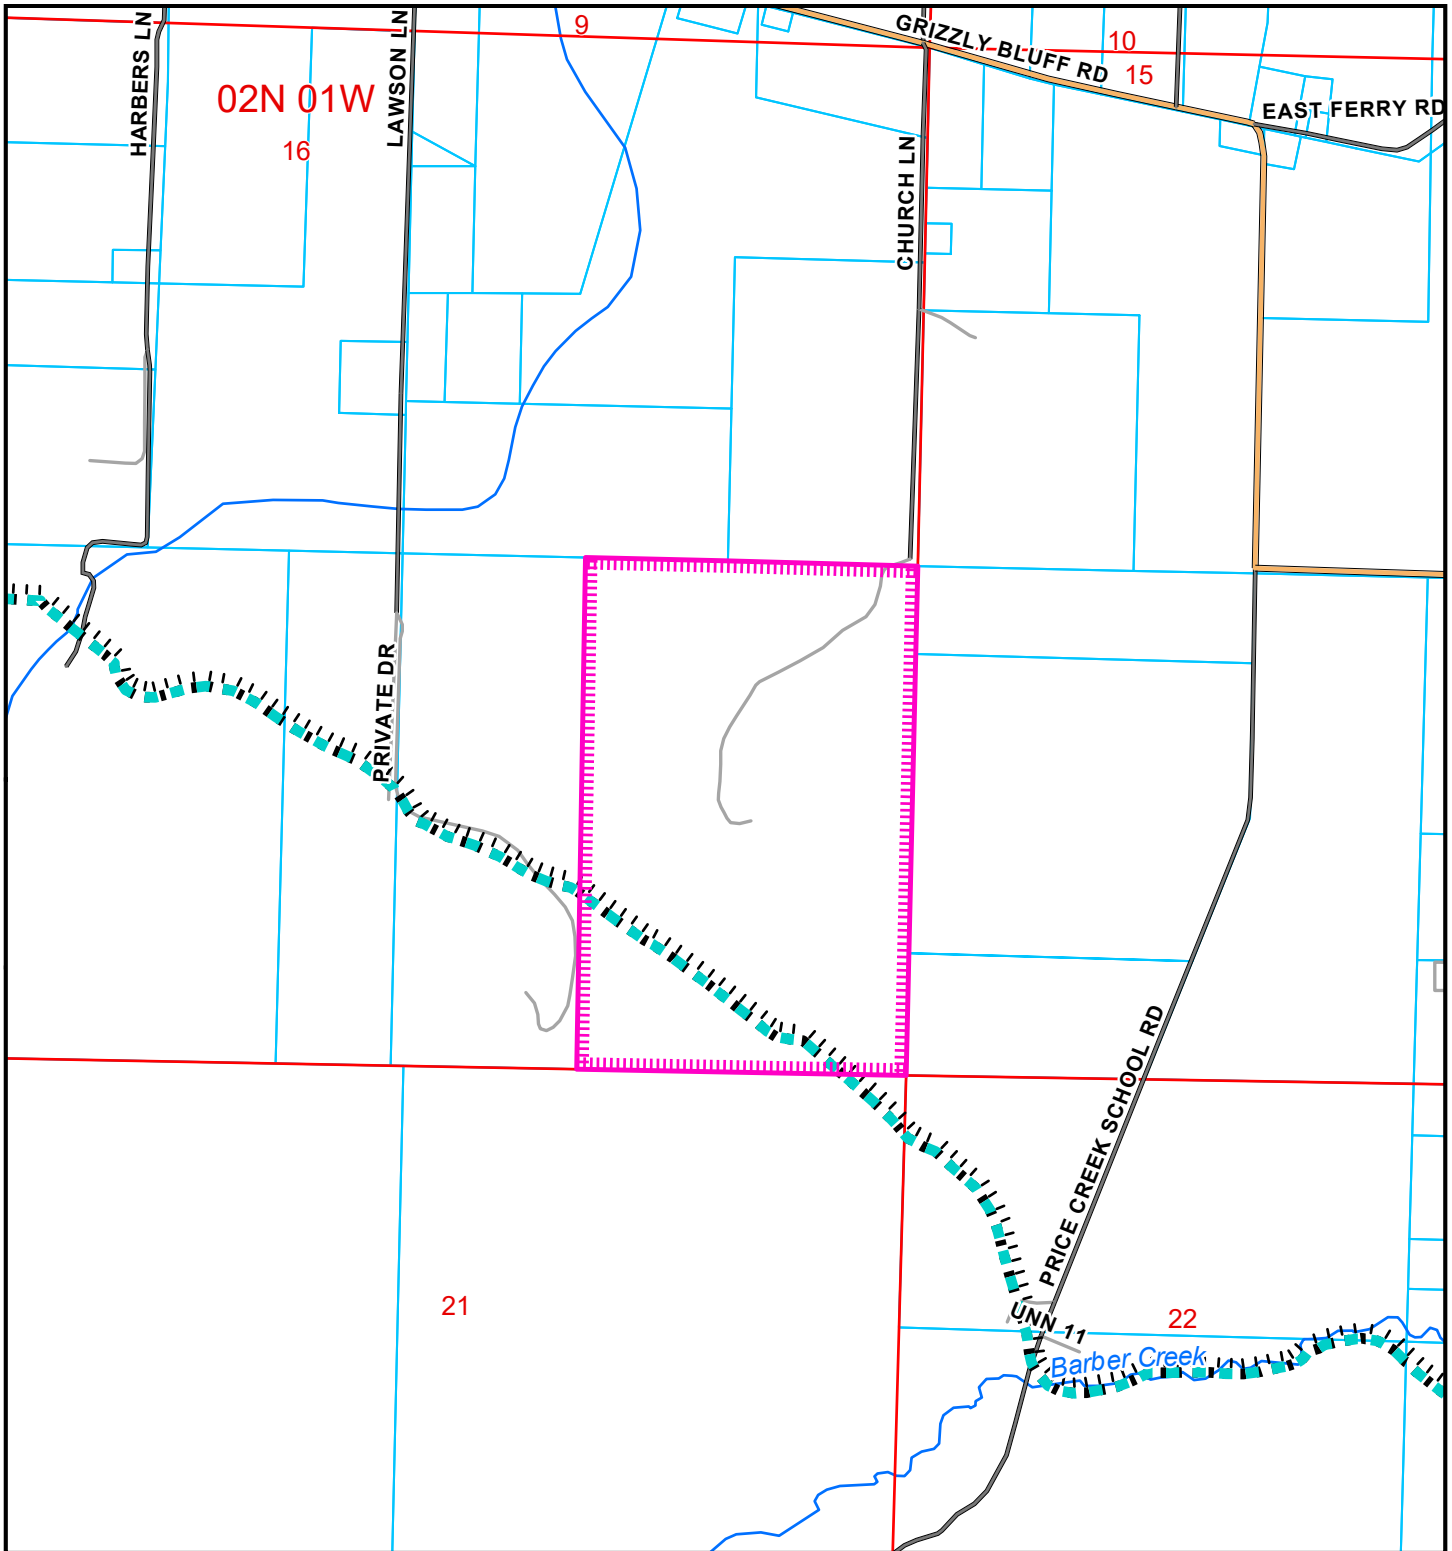 HARBERS LN
LAWSON LN
9
GRIZZLY BLUFF RD
10
15
EAST FERRY RD
02N 01W
16
CHURCH LN
PRIVATE DR
PRICE CREEK SCHOOL RD
21
UNN 11
22
Barber Creek